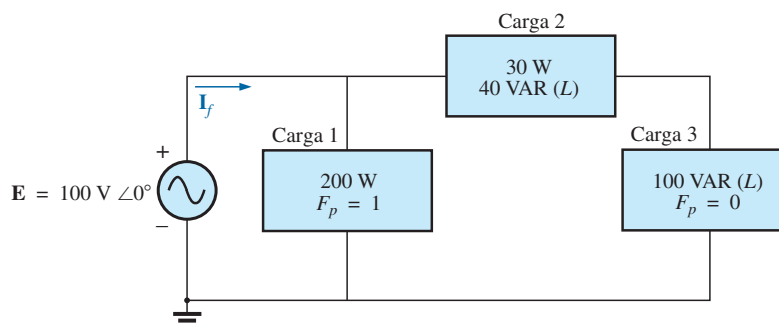 Carga 2
30 W
40 VAR (L)
I_f
Carga 1
Carga 3
+
E = 100 V ∠0°
–
200 W
F_p = 1
100 VAR (L)
F_p = 0